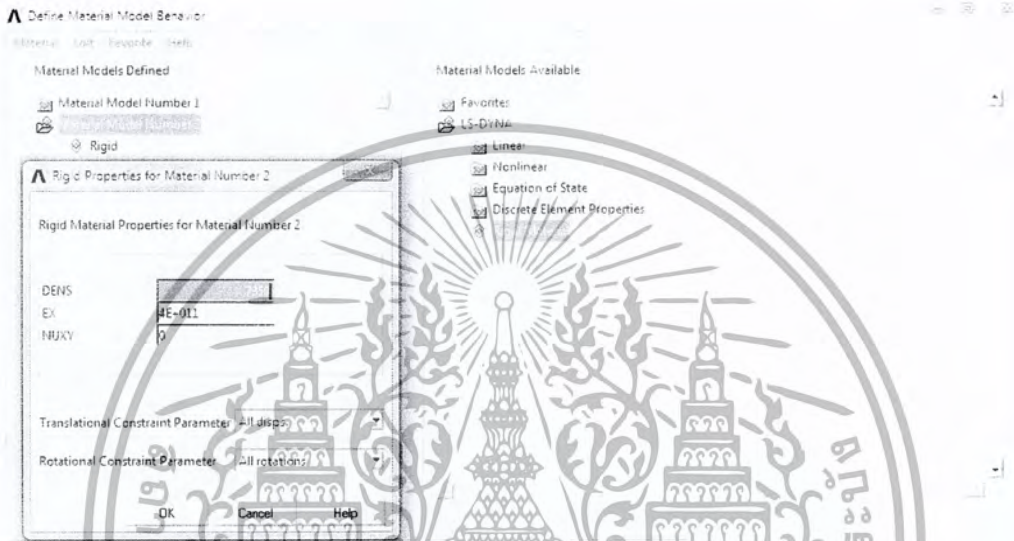 Define Material Model Behavior
Material Edit Favorite Help
Material Models Defined
Material Models Available
Material Model Number 1
Favorites
LS-DYNA
Rigid
Linear
Nonlinear
Equation of State
Discrete Element Properties
Rigid Properties for Material Number 2
Rigid Material Properties for Material Number 2
DENS
EX
4E-011
NUXY
0
Translational Constraint Parameter All disps.
Rotational Constraint Parameter All rotations
OK Cancel Help